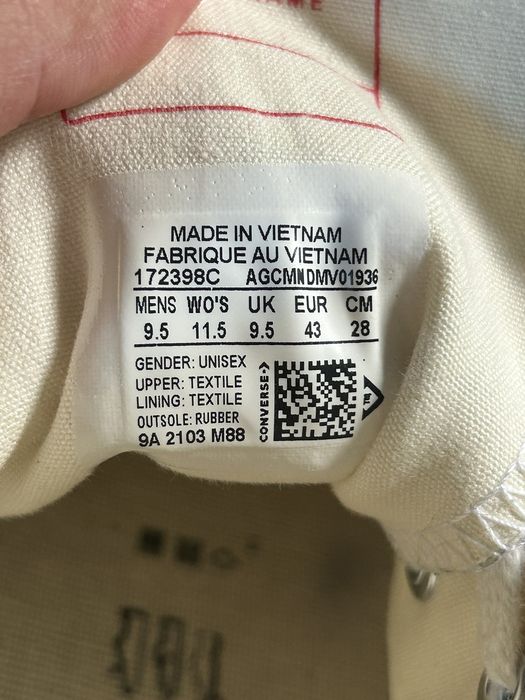 MADE IN VIETNAM
FABRIQUE AU VIETNAM
172398C AGCMNDMV01936
MENS WO'S UK EUR CM
9.5 11.5 9.5 43 28
GENDER: UNISEX
UPPER: TEXTILE
LINING: TEXTILE
OUTSOLE: RUBBER
9A 2103 M88
CONVERSE